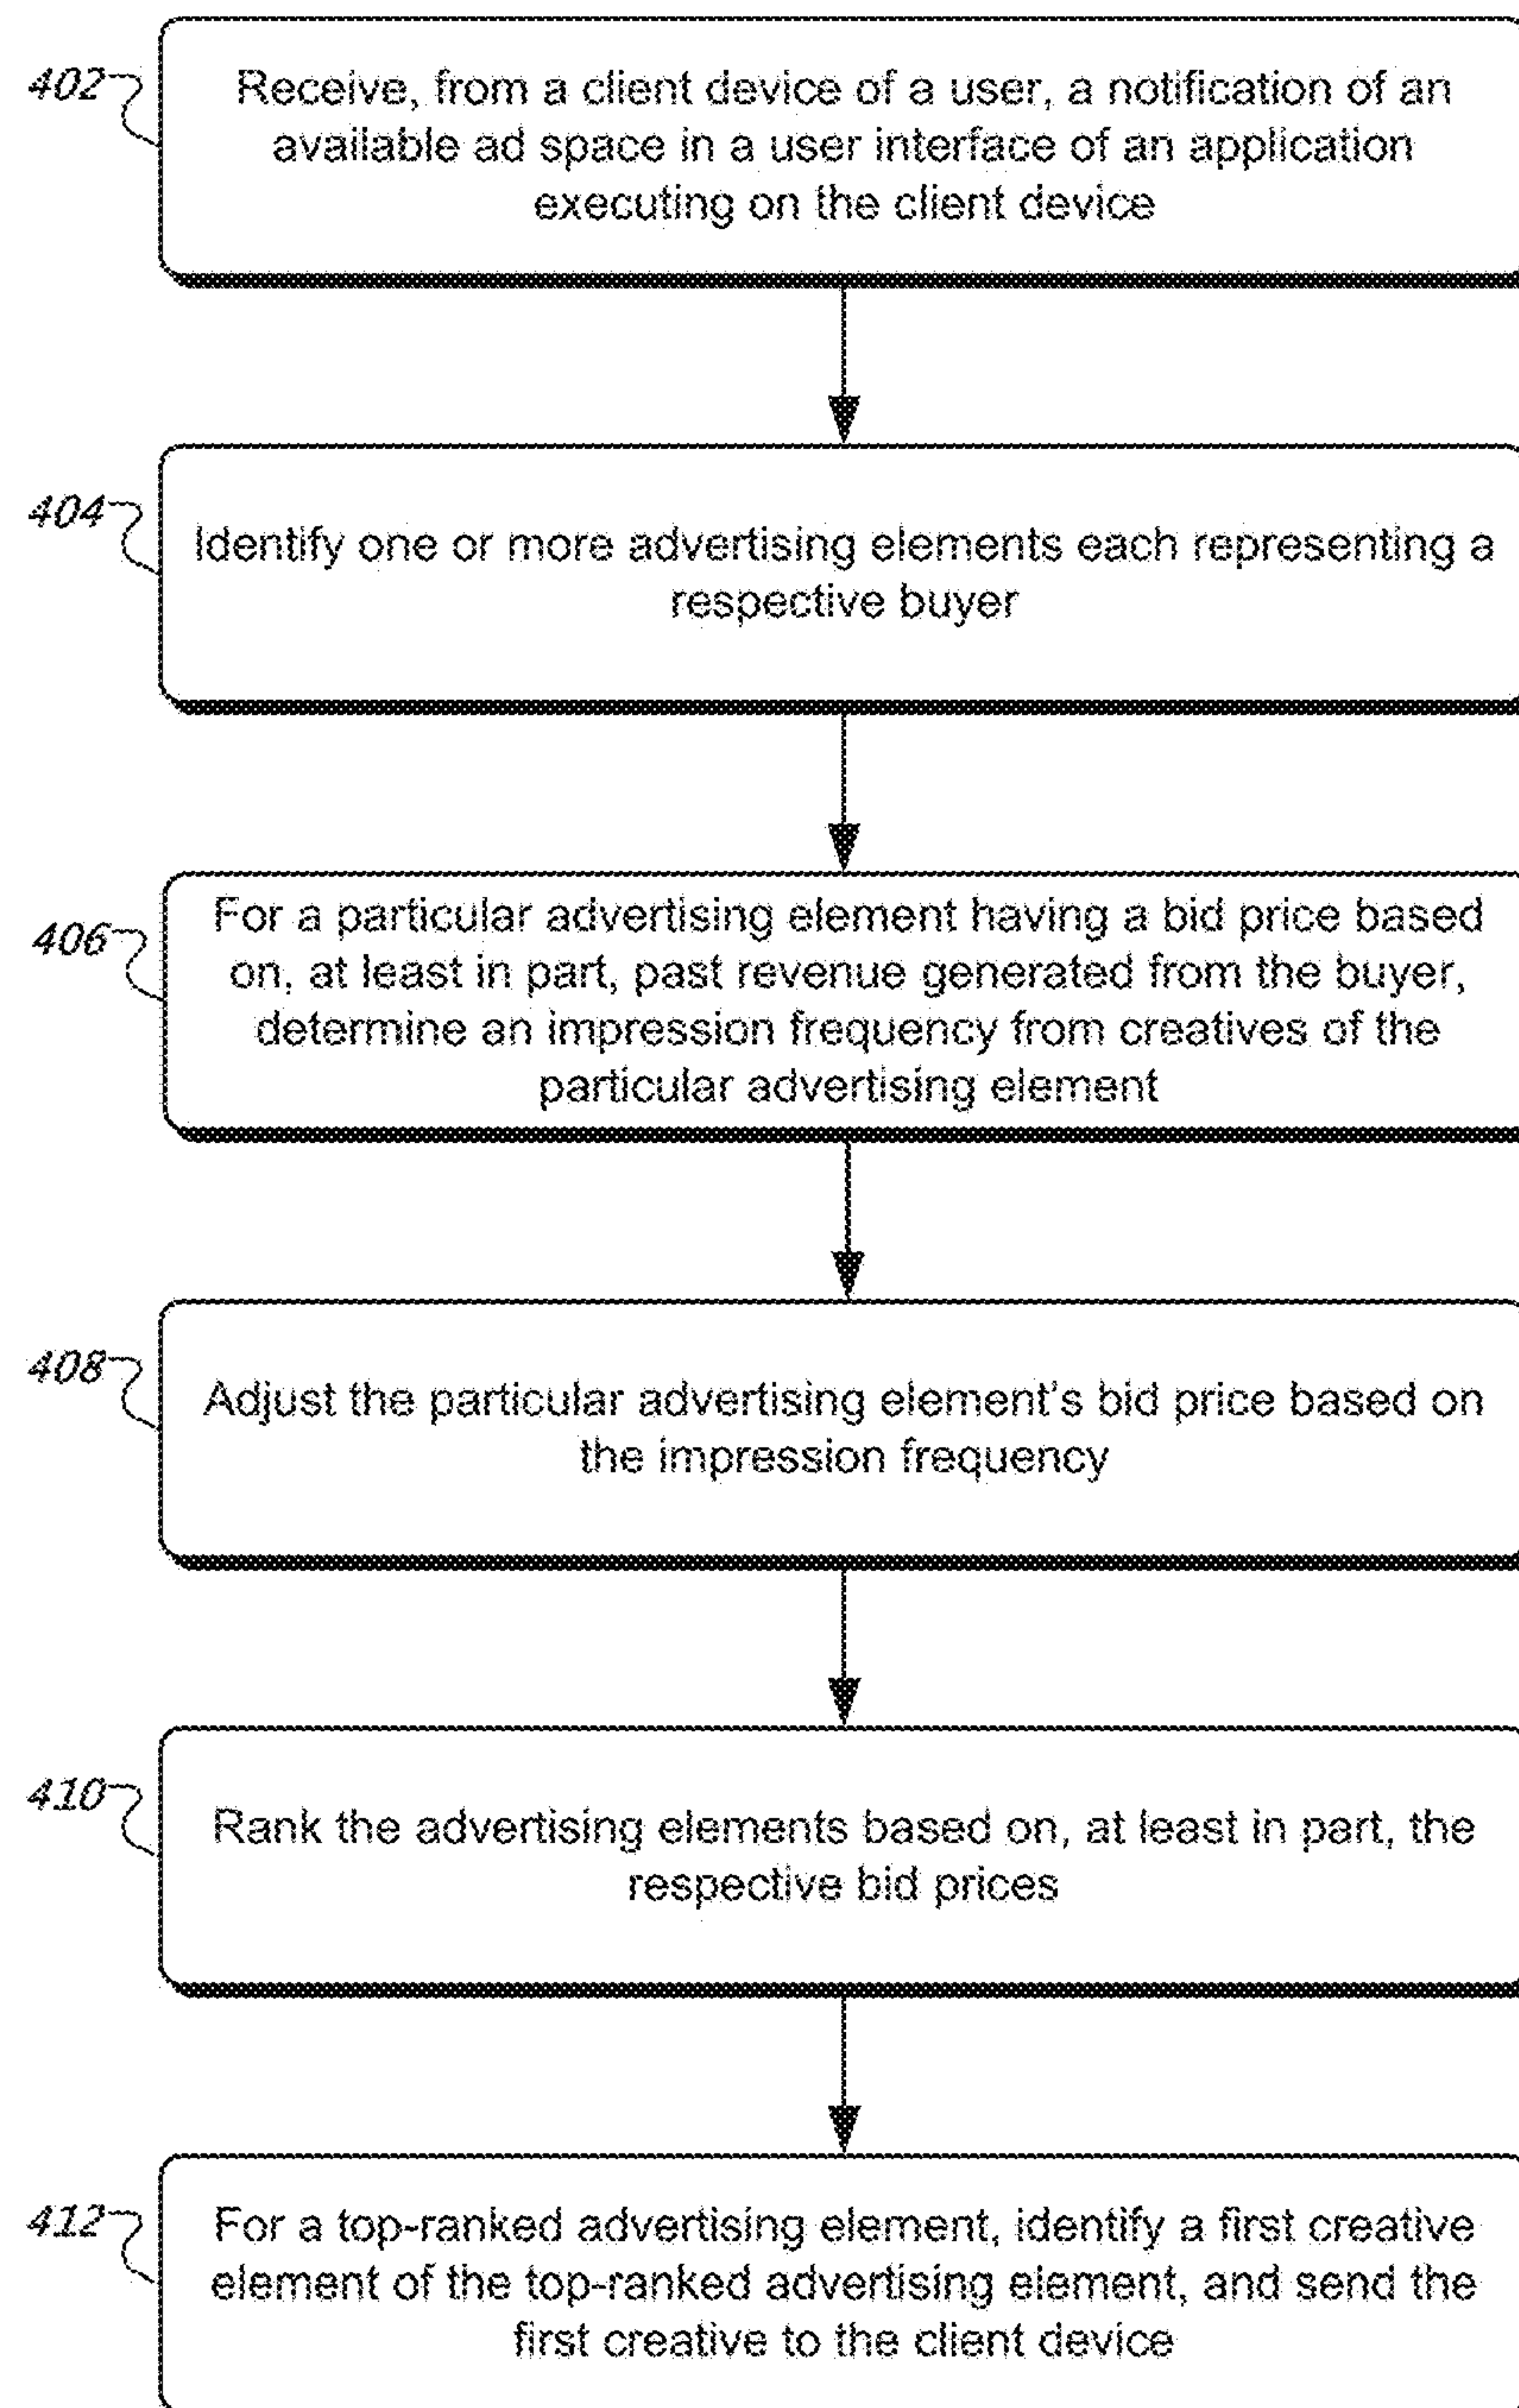 402
Receive, from a client device of a user, a notification of an
available ad space in a user interface of an application
executing on the client device
404
Identify one or more advertising elements each representing a
respective buyer
406
For a particular advertising element having a bid price based
on, at least in part, past revenue generated from the buyer,
determine an impression frequency from creatives of the
particular advertising element
408
Adjust the particular advertising element's bid price based on
the impression frequency
410
Rank the advertising elements based on, at least in part, the
respective bid prices
412
For a top-ranked advertising element, identify a first creative
element of the top-ranked advertising element, and send the
first creative to the client device